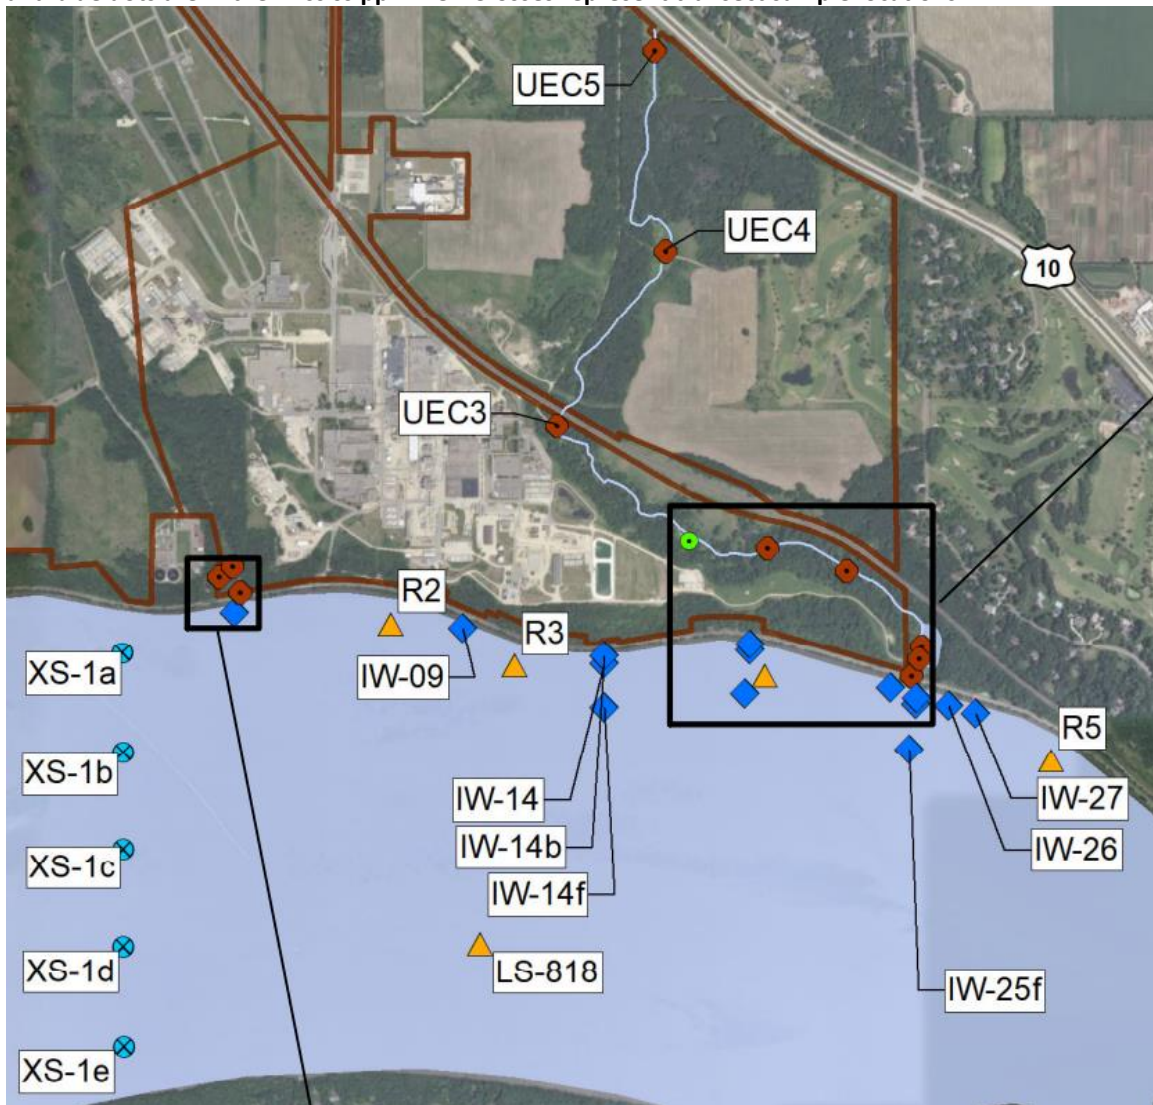 UEC5
UEC4
10
UEC3
R2
R3
IW-09
XS-1a
R5
XS-1b
IW-14
IW-27
IW-14b
IW-26
XS-1c
IW-14f
XS-1d
LS-818
IW-25f
XS-1e